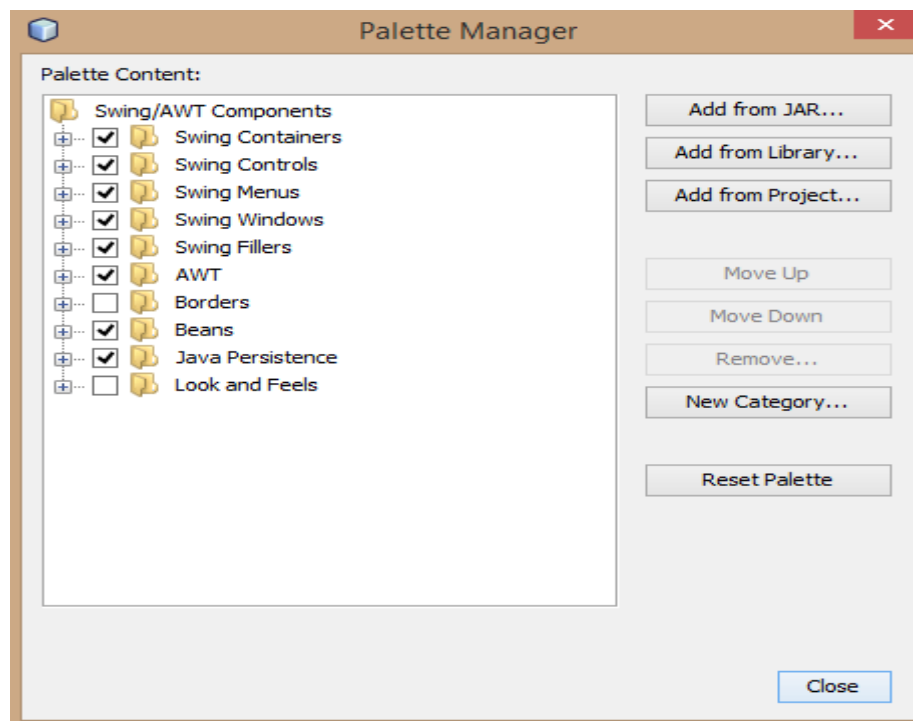 Palette Manager
Palette Content:
Swing/AWT Components
Swing Containers
Swing Controls
Swing Menus
Swing Windows
Swing Fillers
AWT
Borders
Beans
Java Persistence
Look and Feels
Add from JAR...
Add from Library...
Add from Project...
Move Up
Move Down
Remove...
New Category...
Reset Palette
Close